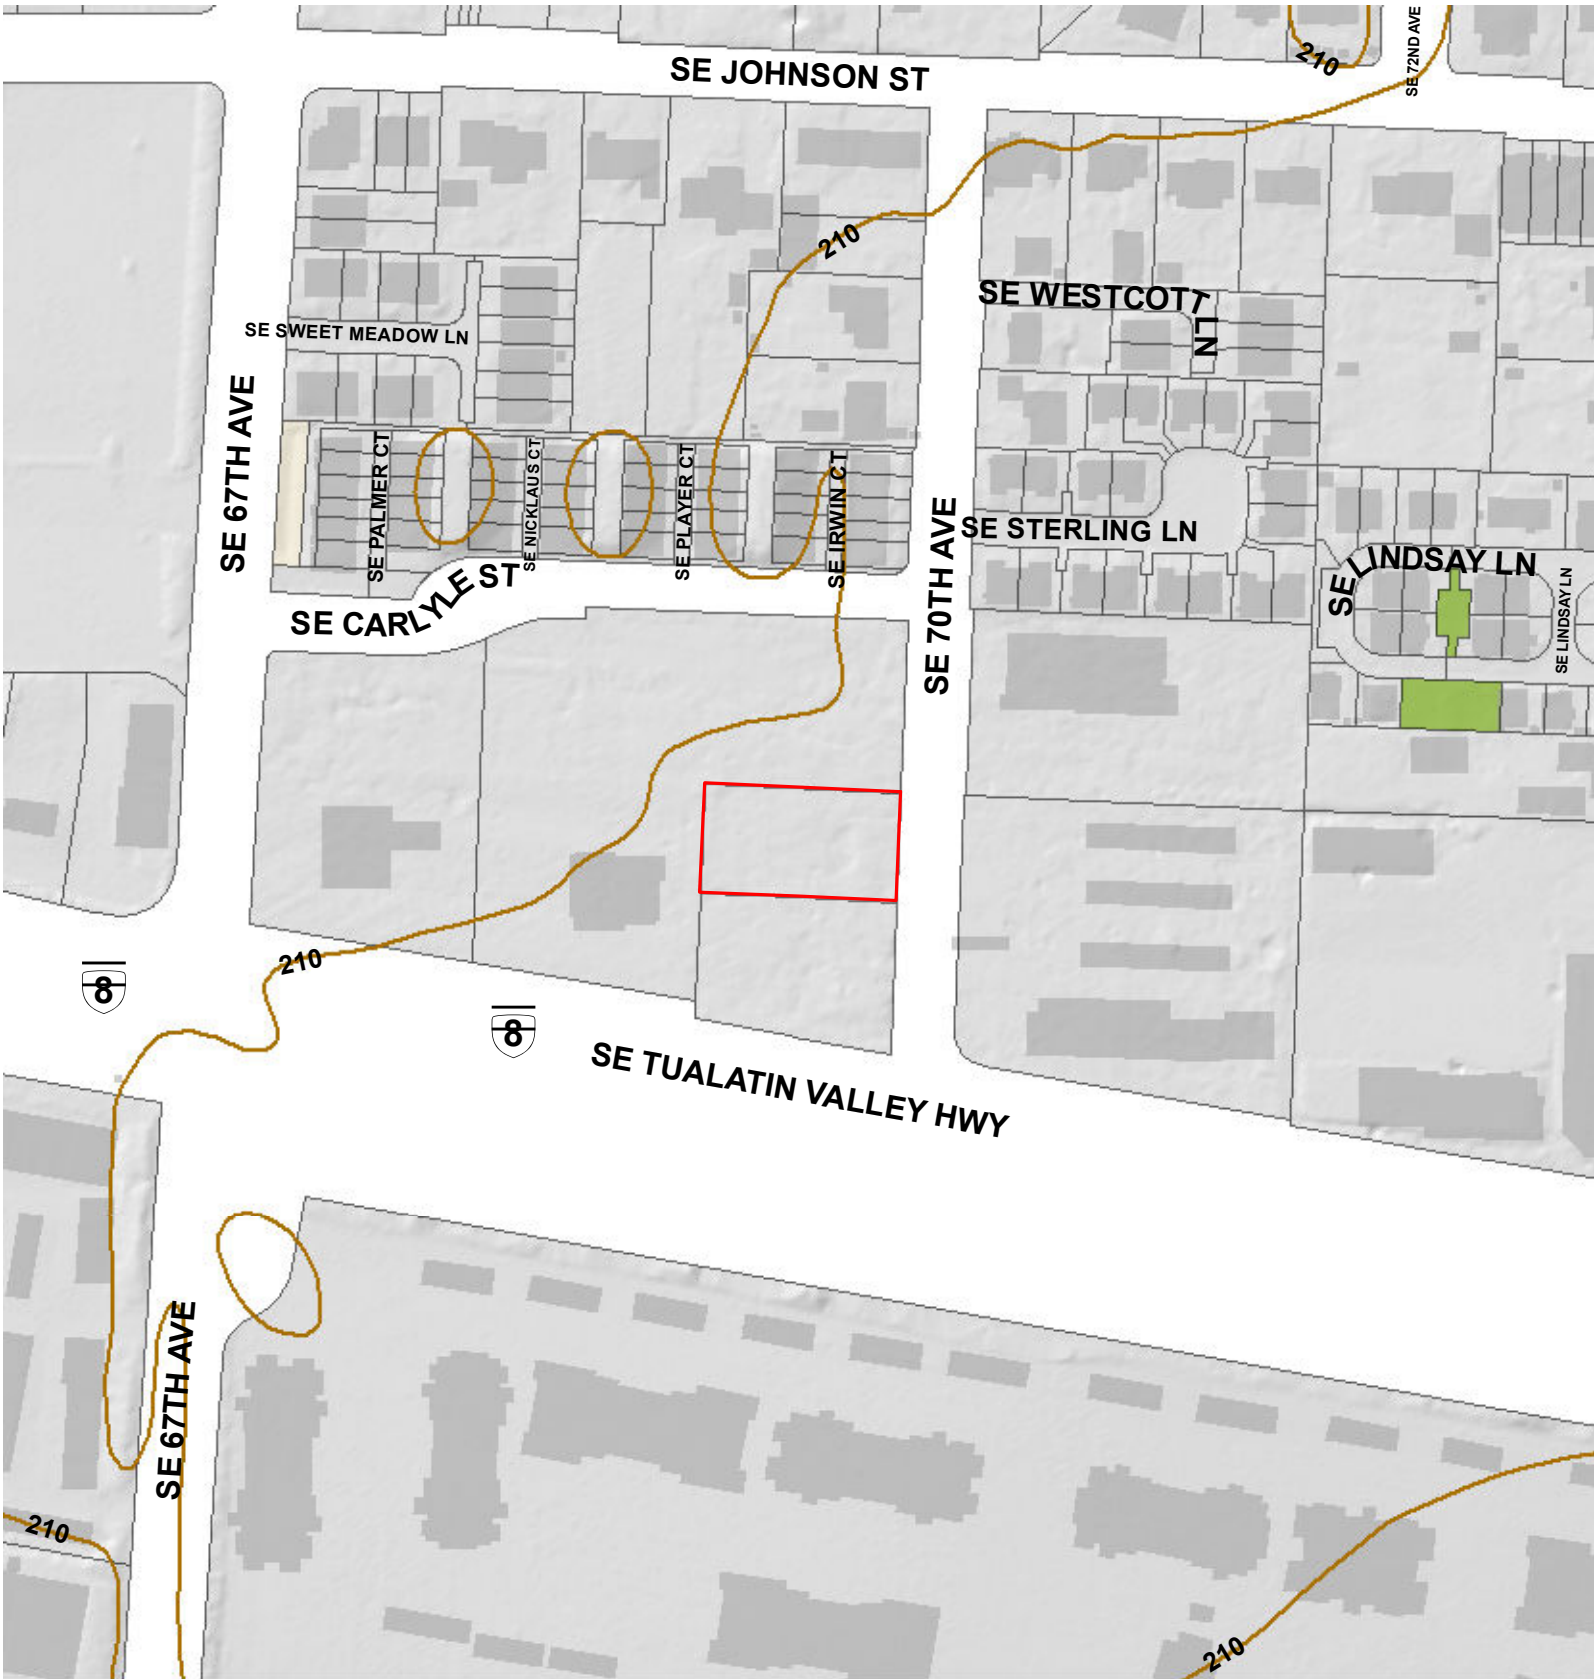 SE JOHNSON ST
210
SE 72ND AVE
210
SE WESTCOTT LN
SE SWEET MEADOW LN
SE 67TH AVE
SE PALMER CT
SE NICKLAUS CT
SE PLAYER CT
SE IRWIN CT
SE 70TH AVE
SE STERLING LN
SE LINDSAY LN
SE LINDSAY LN
SE CARLYLE ST
210
8
8
SE TUALATIN VALLEY HWY
SE 67TH AVE
210
210